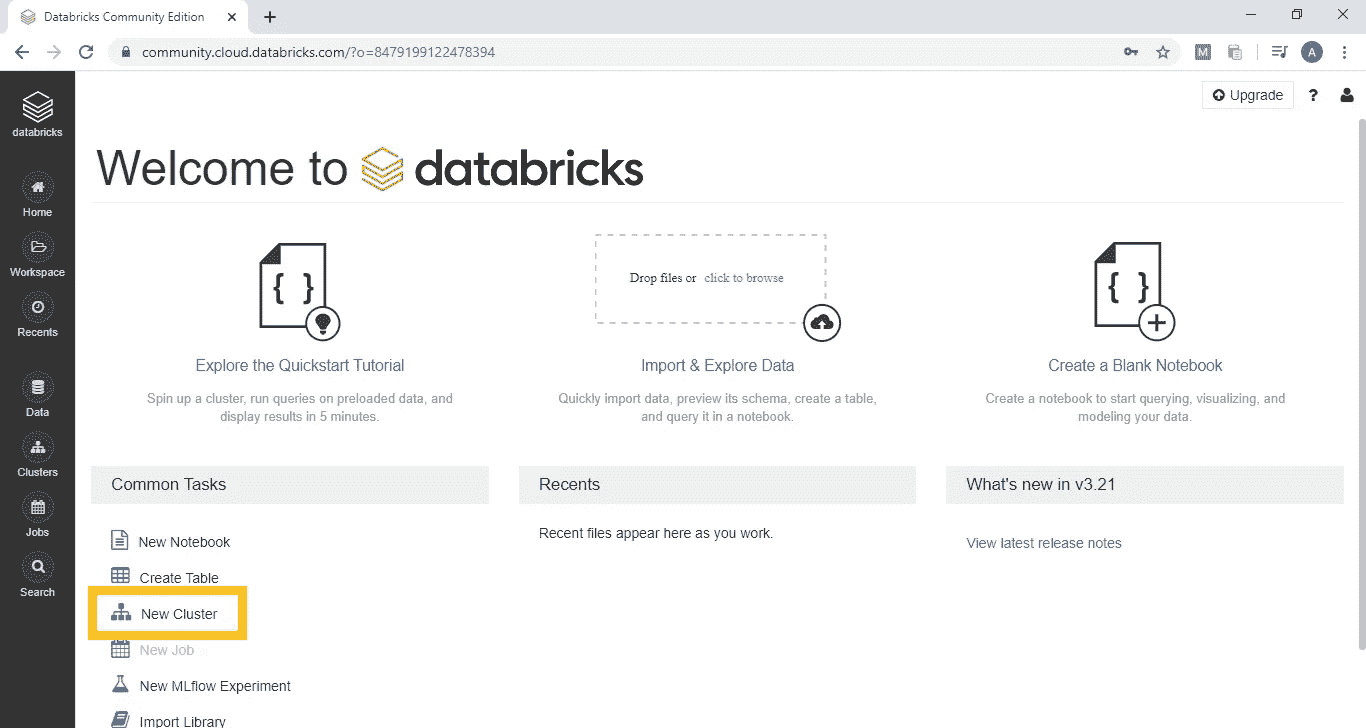 Databricks Community Edition
community.cloud.databricks.com/?o=8479199122478394
M
A
databricks
Home
Workspace
Recents
Data
Clusters
Jobs
Search
Upgrade
?
Welcome to databricks
{ }
Explore the Quickstart Tutorial
Spin up a cluster, run queries on preloaded data, and
display results in 5 minutes.
Drop files or click to browse
Import & Explore Data
Quickly import data, preview its schema, create a table,
and query it in a notebook.
{ }
Create a Blank Notebook
Create a notebook to start querying, visualizing, and
modeling your data.
Common Tasks
New Notebook
Create Table
New Cluster
New Job
New MLflow Experiment
Import Library
Recents
Recent files appear here as you work.
What's new in v3.21
View latest release notes